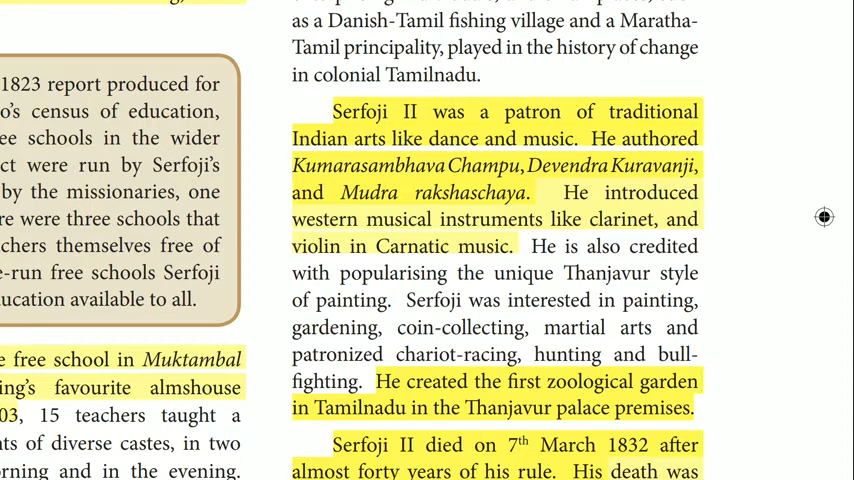 1823 report produced for
o's census of education,
ee schools in the wider
ct were run by Serfoji's
by the missionaries, one
re were three schools that
chers themselves free of
e-run free schools Serfoji
ucation available to all.
e free school in Muktambal
ing's favourite almshouse
03, 15 teachers taught a
nts of diverse castes, in two
orning and in the evening.
as a Danish-Tamil fishing village and a Maratha-
Tamil principality, played in the history of change
in colonial Tamilnadu.
Serfoji II was a patron of traditional
Indian arts like dance and music. He authored
Kumarasambhava Champu, Devendra Kuravanji,
and Mudra rakshaschaya. He introduced
western musical instruments like clarinet, and
violin in Carnatic music. He is also credited
with popularising the unique Thanjavur style
of painting. Serfoji was interested in painting,
gardening, coin-collecting, martial arts and
patronized chariot-racing, hunting and bull-
fighting. He created the first zoological garden
in Tamilnadu in the Thanjavur palace premises.
Serfoji II died on 7th March 1832 after
almost forty years of his rule. His death was